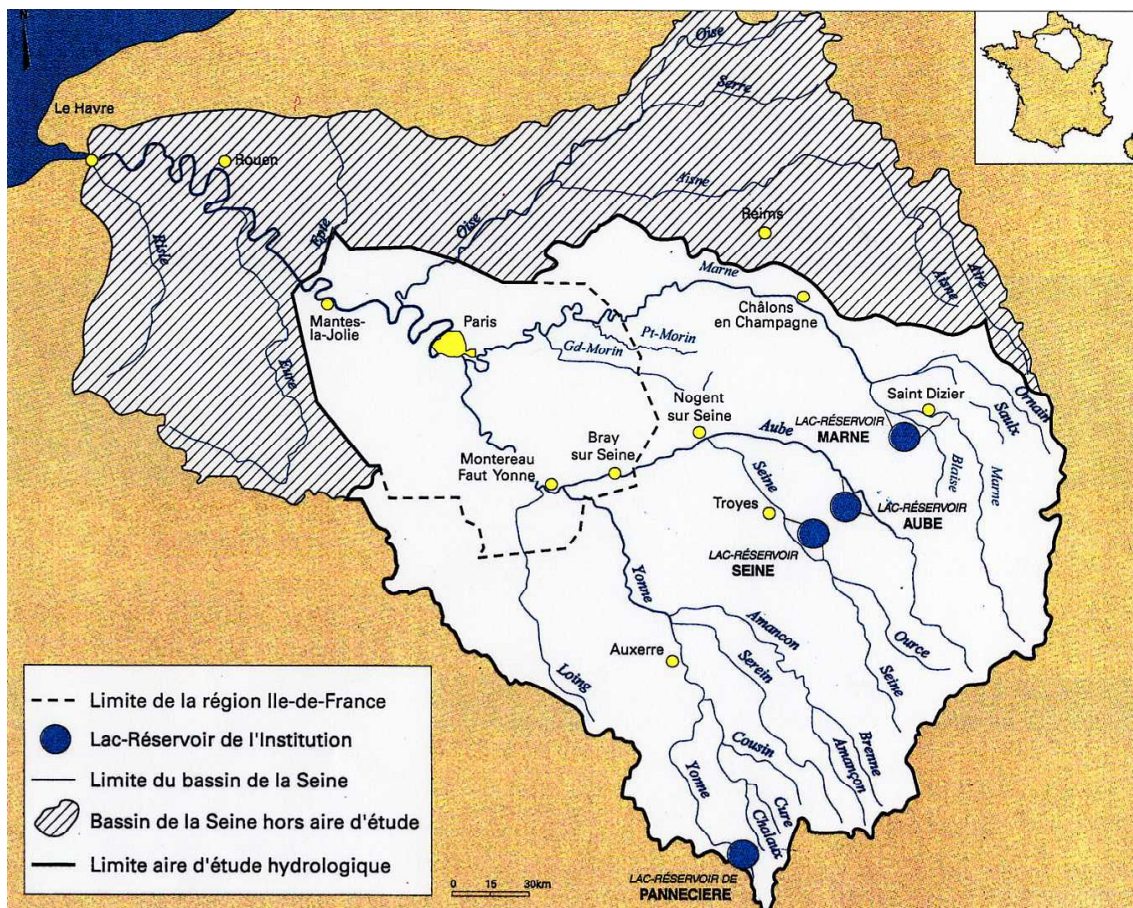 N
Le Havre
Rouen
Risle
Eure
Epte
Oise
Oise
Serre
Aisne
Reims
Aisne
Aire
Mantes-
la-Jolie
Paris
Marne
Châlons
en Champagne
Pt-Morin
Gd-Morin
Nogent
sur Seine
Bray
sur Seine
Montereau
Faut Yonne
Aube
Seine
Troyes
Saint Dizier
Ornain
Saulx
LAC-RÉSERVOIR
MARNE
Blaise
Marne
LAC-RÉSERVOIR
AUBE
LAC-RÉSERVOIR
SEINE
Yonne
Loing
Auxerre
Amançon
Serein
Ource
Seine
Cousin
Yonne
Cure
Chalaux
Amançon
Brenne
LAC-RÉSERVOIR DE
PANNECIERE
0 15 30km
Limite de la région Ile-de-France
Lac-Réservoir de l'Institution
Limite du bassin de la Seine
Bassin de la Seine hors aire d'étude
Limite aire d'étude hydrologique